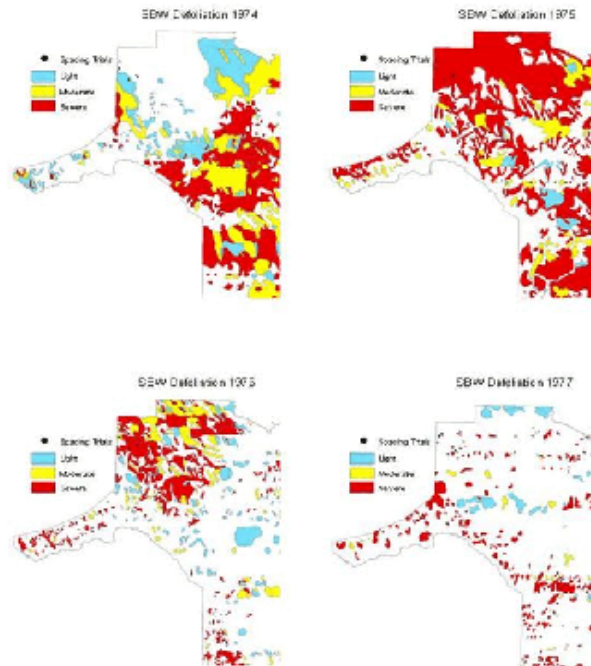 SBW Defoliation 1974
Spacing Trials
Light
Moderate
Severe
SBW Defoliation 1975
Spacing Trials
Light
Moderate
Severe
SBW Defoliation 1976
Spacing Trials
Light
Moderate
Severe
SBW Defoliation 1977
Spacing Trials
Light
Moderate
Severe